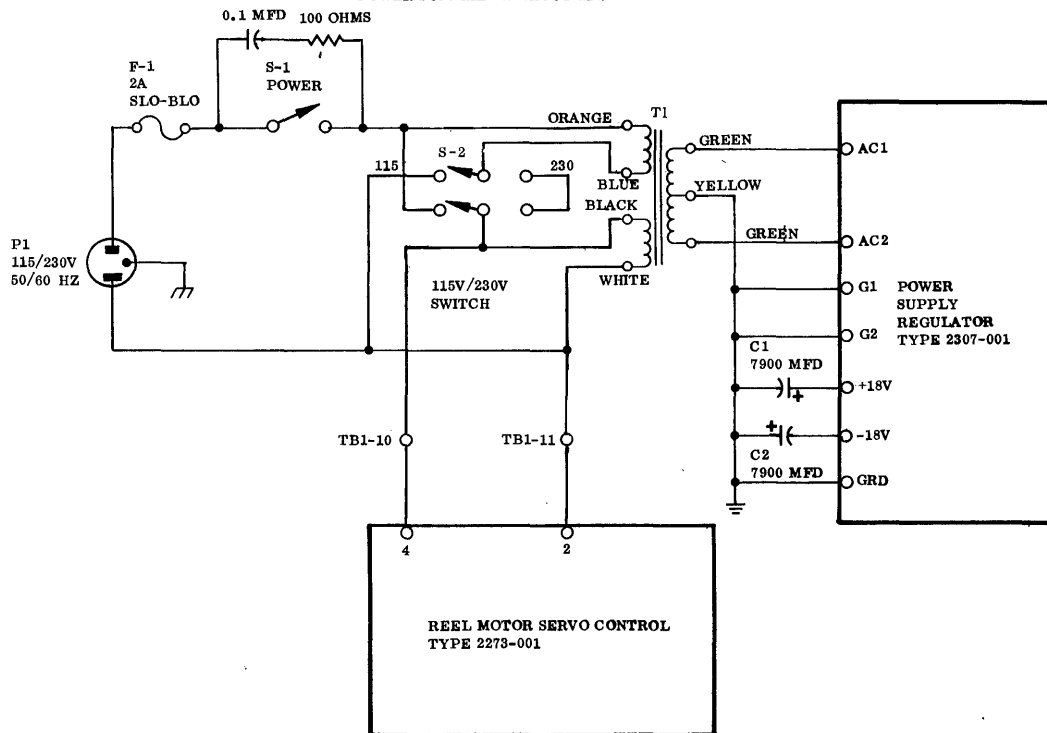 0.1 MFD 100 OHMS
F-1
2A
SLO-BLO
S-1
POWER
ORANGE
T1
GREEN
AC1
115
S-2
230
BLUE
YELLOW
BLACK
GREEN
AC2
P1
115/230V
50/60 HZ
115V/230V
SWITCH
WHITE
G1
POWER
SUPPLY
REGULATOR
TYPE 2307-001
G2
C1
7900 MFD
+
+18V
+
-18V
C2
7900 MFD
GRD
TB1-10
TB1-11
4
2
REEL MOTOR SERVO CONTROL
TYPE 2273-001